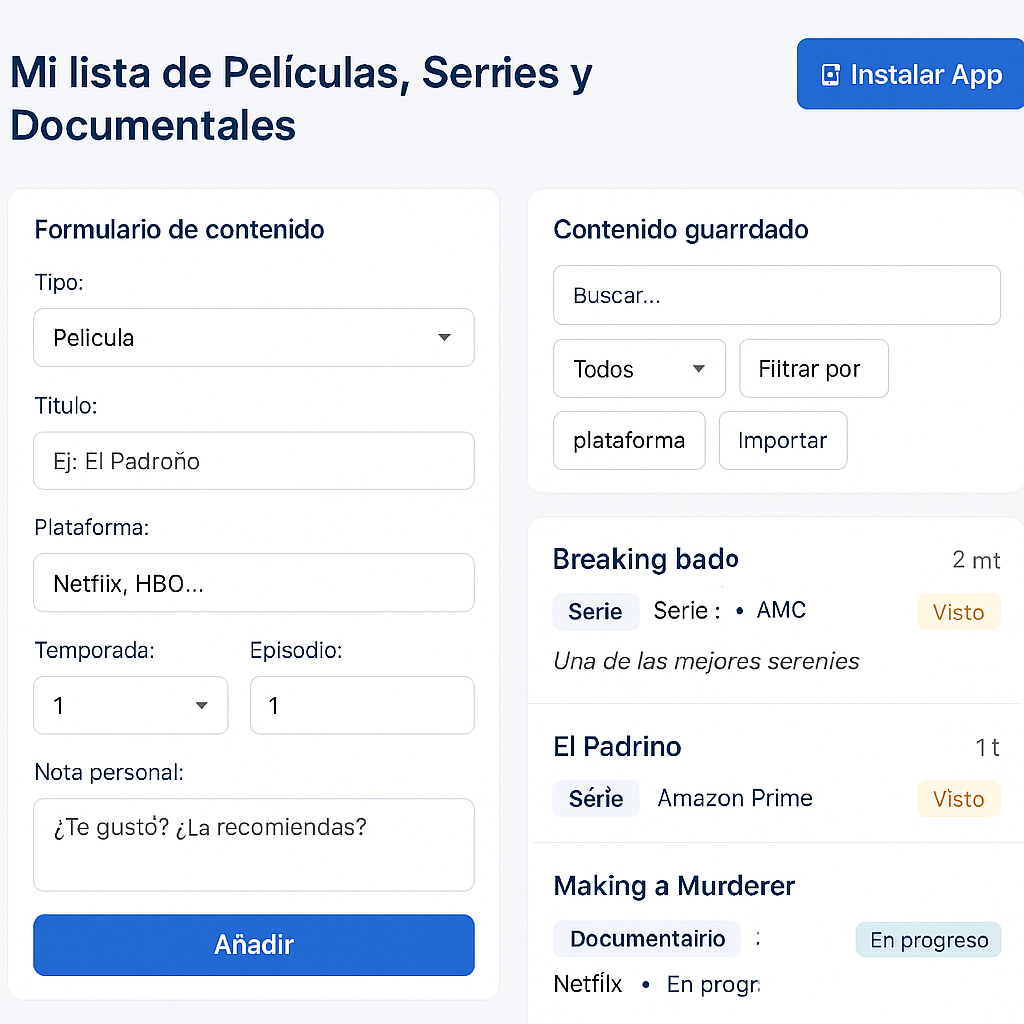 Mi lista de Películas, Serries y
Documentales
Instalar App
Formulario de contenido
Tipo:
Pelicula
Titulo:
Ej: El Padroño
Plataforma:
Netfiix, HBO...
Temporada:
Episodio:
1
1
Nota personal:
¿Te gustó? ¿La recomiendas?
Añadir
Contenido guarrdado
Buscar...
Todos
Fiitrar por
plataforma
Importar
Breaking bado
2 mt
Serie
Serie : • AMC
Visto
Una de las mejores serenies
El Padrino
1 t
Série
Amazon Prime
Visto
Making a Murderer
Documentairio
:
En progreso
Netfílx • En progr